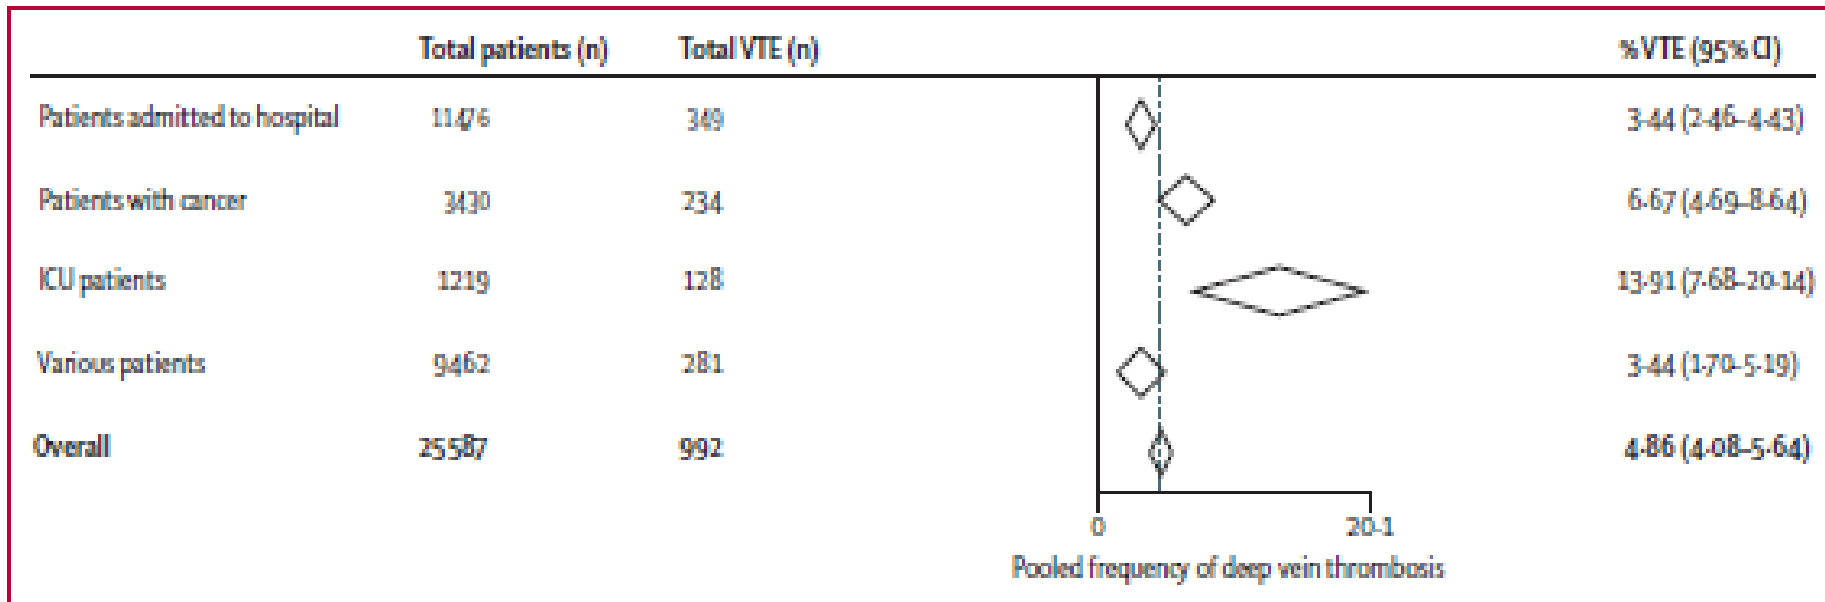 Total patients (n) Total VTE (n) % VTE (95% CI)
Patients admitted to hospital 11476 349 3·44 (2·46–4·43)
Patients with cancer 3430 234 6·67 (4·69–8·64)
ICU patients 1219 128 13·91 (7·68–20·14)
Various patients 9462 281 3·44 (1·70–5·19)
Overall 25587 992 4·86 (4·08–5·64)
0 20·1
Pooled frequency of deep vein thrombosis